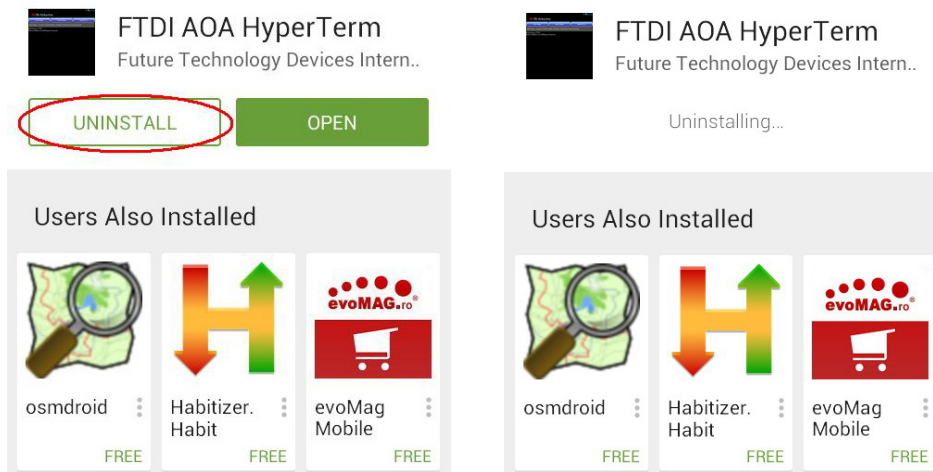 FTDI AOA HyperTerm
Future Technology Devices Intern..
UNINSTALL
OPEN
Users Also Installed
evoMAG.ro®
osmdroid
Habitizer.
Habit
evoMag
Mobile
FREE
FREE
FREE
FTDI AOA HyperTerm
Future Technology Devices Intern..
Uninstalling...
Users Also Installed
evoMAG.ro®
osmdroid
Habitizer.
Habit
evoMag
Mobile
FREE
FREE
FREE